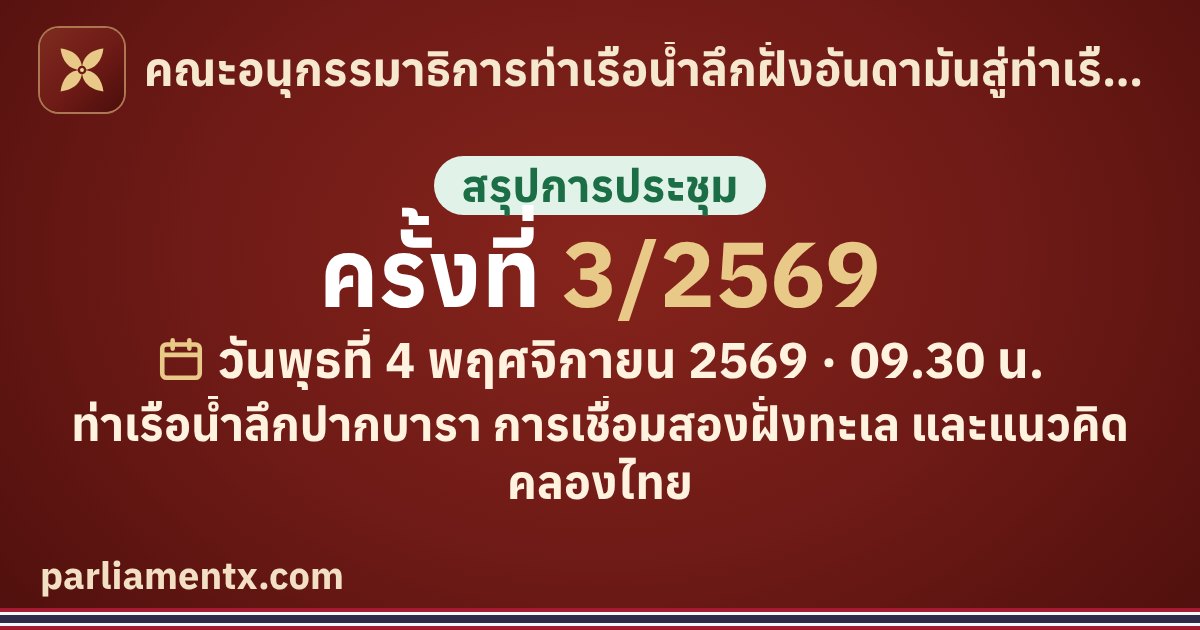 คณะอนุกรรมาธิการท่าเรือน้ำลึกฝั่งอันดามันสู่ท่าเรื...
สรุปการประชุม
ครั้งที่ 3/2569
วันพุธที่ 4 พฤศจิกายน 2569 · 09.30 น.
ท่าเรือน้ำลึกปากบารา การเชื่อมสองฝั่งทะเล และแนวคิด
คลองไทย
parliamentx.com